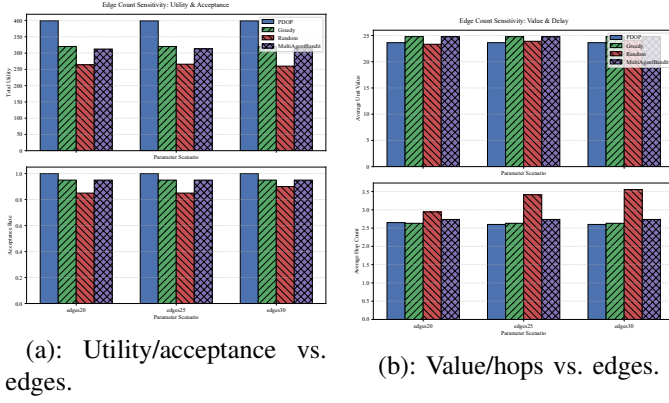 Edge Count Sensitivity: Utility & Acceptance
400
350
300
250
200
150
100
50
0
Total Utility
PDOP
Greedy
Random
MultiAgentBandit
Parameter Scenario
1.0
0.8
0.6
0.4
0.2
0.0
Acceptance Rate
edges20
edges25
edges30
Parameter Scenario
(a): Utility/acceptance vs.
edges.
Edge Count Sensitivity: Value & Delay
25
20
15
10
5
0
Average Unit Value
PDOP
Greedy
Random
MultiAgentBandit
Parameter Scenario
3.5
3.0
2.5
2.0
1.5
1.0
0.5
0.0
Average Hop Count
edges20
edges25
edges30
Parameter Scenario
(b): Value/hops vs. edges.